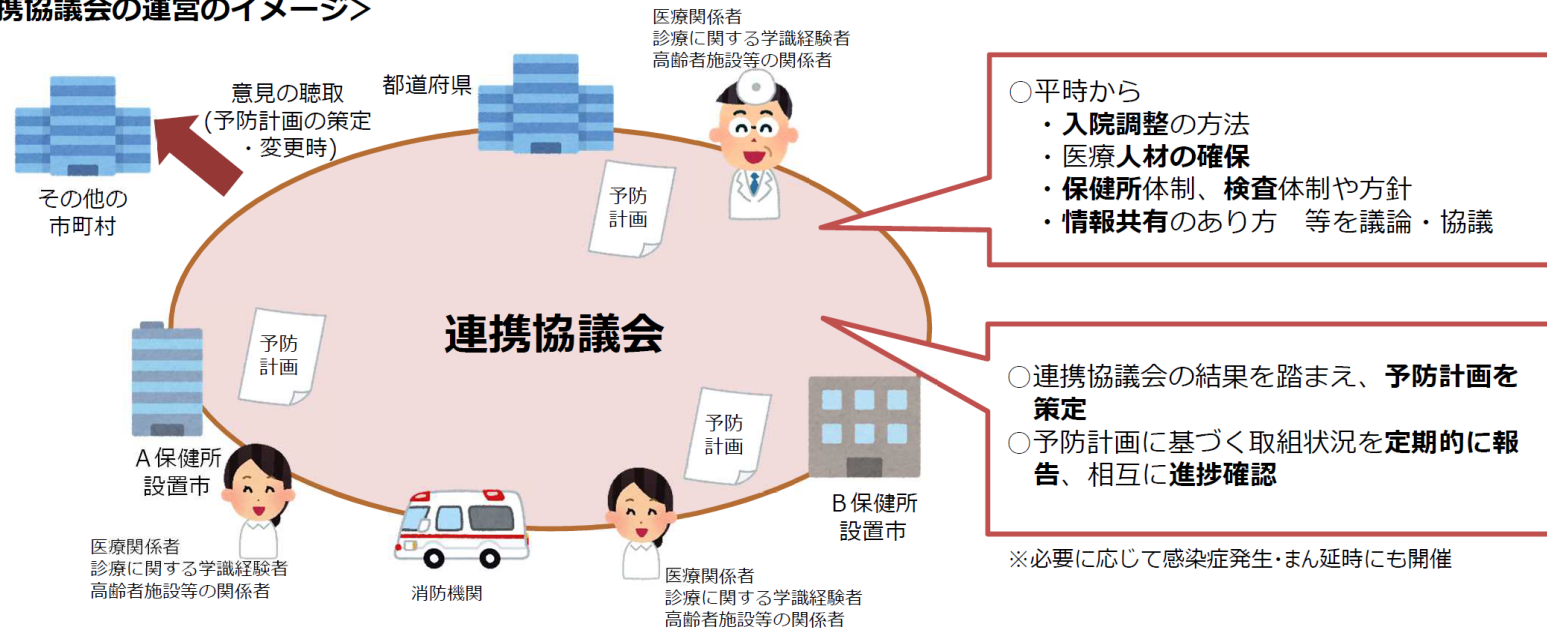 携協議会の運営のイメージ>
医療関係者
診療に関する学識経験者
高齢者施設等の関係者
都道府県
意見の聴取
(予防計画の策定
・変更時)
その他の
市町村
予防
計画
○平時から
・入院調整の方法
・医療人材の確保
・保健所体制、検査体制や方針
・情報共有のあり方　等を議論・協議
連携協議会
予防
計画
予防
計画
○連携協議会の結果を踏まえ、予防計画を
策定
○予防計画に基づく取組状況を定期的に報
告、相互に進捗確認
A保健所
設置市
B保健所
設置市
医療関係者
診療に関する学識経験者
高齢者施設等の関係者
消防機関
医療関係者
診療に関する学識経験者
高齢者施設等の関係者
※必要に応じて感染症発生・まん延時にも開催